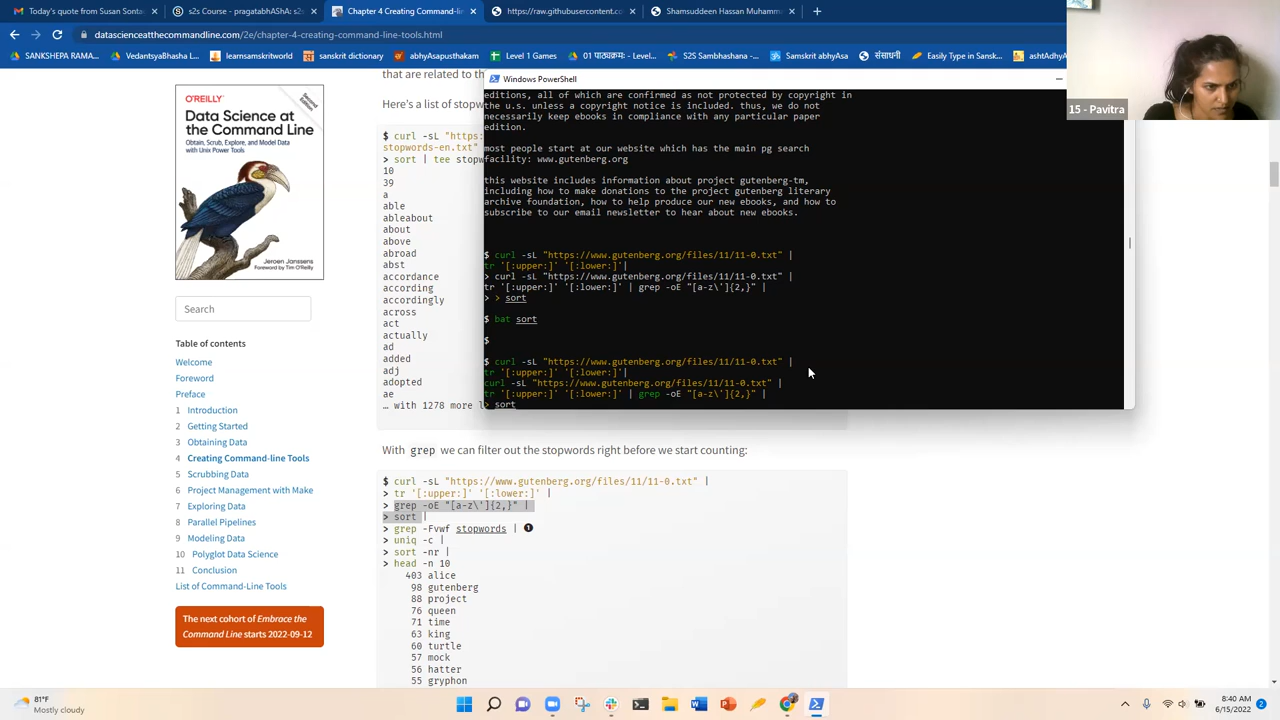 Today's quote from Susan Sontag
s2s Course - .prabhAShA.
Chapter 4 Creating Command-lin
https://raw.githubusercontent.co
Shamsuddeen Hassan Muhamm
datascienceatthecommandline.com/2e/chapter-4-creating-command-line-tools.html
SANKSHEPA RAMA...
VedantsyaBhasha L...
learnsamskrutam
sanskrit dictionary
abhyAsapustakam
Level 1 Games
01 पाठ्यक्रमः - Level...
S2S Sambhashana -...
Samskrit abhyAsa
संसाधनी
Easily Type in Sansk...
ashtAdhyA
15 - Pavitra
that are related to th
Here's a list of stopw
$ curl -sL "https:
stopwords-en.txt"
> sort | tee stopw
10
39
a
able
ableabout
about
above
abroad
abst
accordance
according
accordingly
across
act
actually
ad
added
adj
adopted
ae
… with 1278 more l
Windows PowerShell
editions, all of which are confirmed as not protected by copyright in
the u.s. unless a copyright notice is included. thus, we do not
necessarily keep ebooks in compliance with any particular paper
edition.
most people start at our website which has the main pg search
facility: www.gutenberg.org
this website includes information about project gutenberg-tm,
including how to make donations to the project gutenberg literary
archive foundation, how to help produce our new ebooks, and how to
subscribe to our email newsletter to hear about new ebooks.
$ curl -sL "https://www.gutenberg.org/files/11/11-0.txt" |
tr '[:upper:]' '[:lower:]'|
> curl -sL "https://www.gutenberg.org/files/11/11-0.txt" |
tr '[:upper:]' '[:lower:]' | grep -oE "[a-z\']{2,}" |
> > sort
$ bat sort
$
$ curl -sL "https://www.gutenberg.org/files/11/11-0.txt" |
tr '[:upper:]' '[:lower:]'|
curl -sL "https://www.gutenberg.org/files/11/11-0.txt" |
tr '[:upper:]' '[:lower:]' | grep -oE "[a-z\']{2,}" |
> sort
O'REILLY
Second Edition
Data Science at
the Command Line
Obtain, Scrub, Explore, and Model Data
with Unix Power Tools
Jeroen Janssens
Foreword by Tim O'Reilly
Search
Table of contents
Welcome
Foreword
Preface
1 Introduction
2 Getting Started
3 Obtaining Data
4 Creating Command-line Tools
5 Scrubbing Data
6 Project Management with Make
7 Exploring Data
8 Parallel Pipelines
9 Modeling Data
10 Polyglot Data Science
11 Conclusion
List of Command-Line Tools
The next cohort of Embrace the
Command Line starts 2022-09-12
With grep we can filter out the stopwords right before we start counting:
$ curl -sL "https://www.gutenberg.org/files/11/11-0.txt" |
> tr '[:upper:]' '[:lower:]' |
> grep -oE "[a-z\']{2,}" |
> sort |
> grep -Fvwf stopwords | 1
> uniq -c |
> sort -nr |
> head -n 10
403 alice
98 gutenberg
88 project
76 queen
71 time
63 king
60 turtle
57 mock
56 hatter
55 gryphon
81°F
Mostly cloudy
8:40 AM
6/15/2022
2